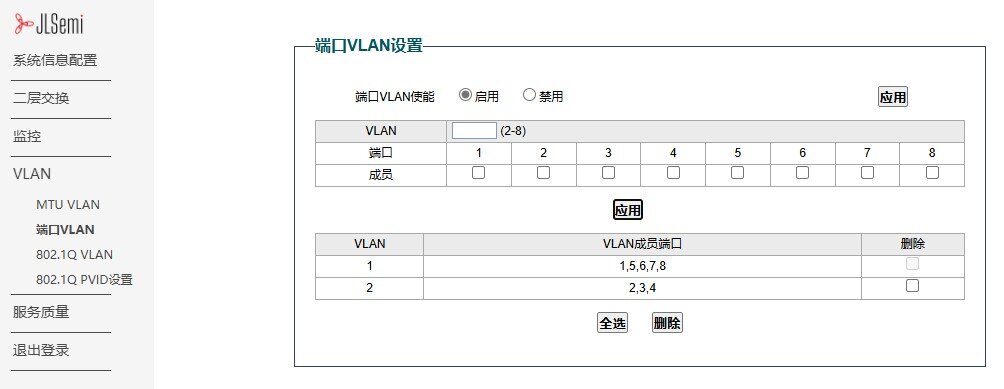 JLSemi
系统信息配置
二层交换
监控
VLAN
MTU VLAN
端口VLAN
802.1Q VLAN
802.1Q PVID设置
服务质量
退出登录
端口VLAN设置
端口VLAN使能 启用 禁用 应用
VLAN (2-8)
端口 1 2 3 4 5 6 7 8
成员
应用
VLAN VLAN成员端口 删除
1 1,5,6,7,8
2 2,3,4
全选 删除